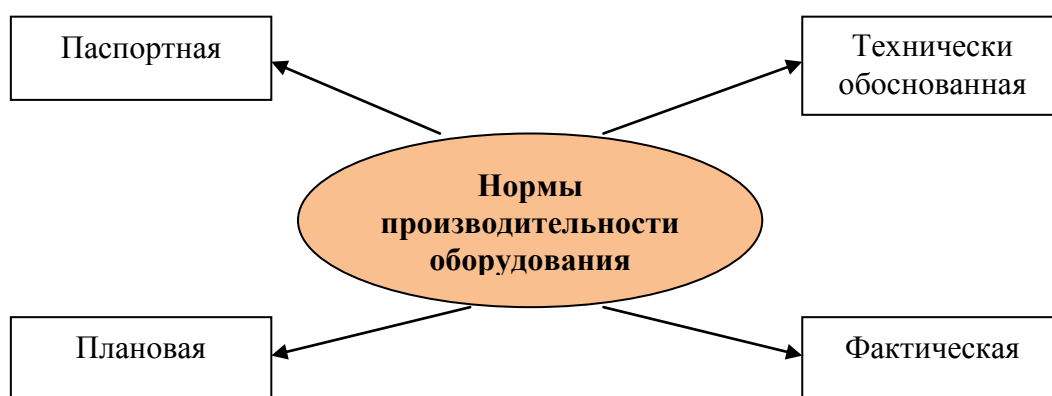 Паспортная
Технически
обоснованная
Нормы
производительности
оборудования
Плановая
Фактическая